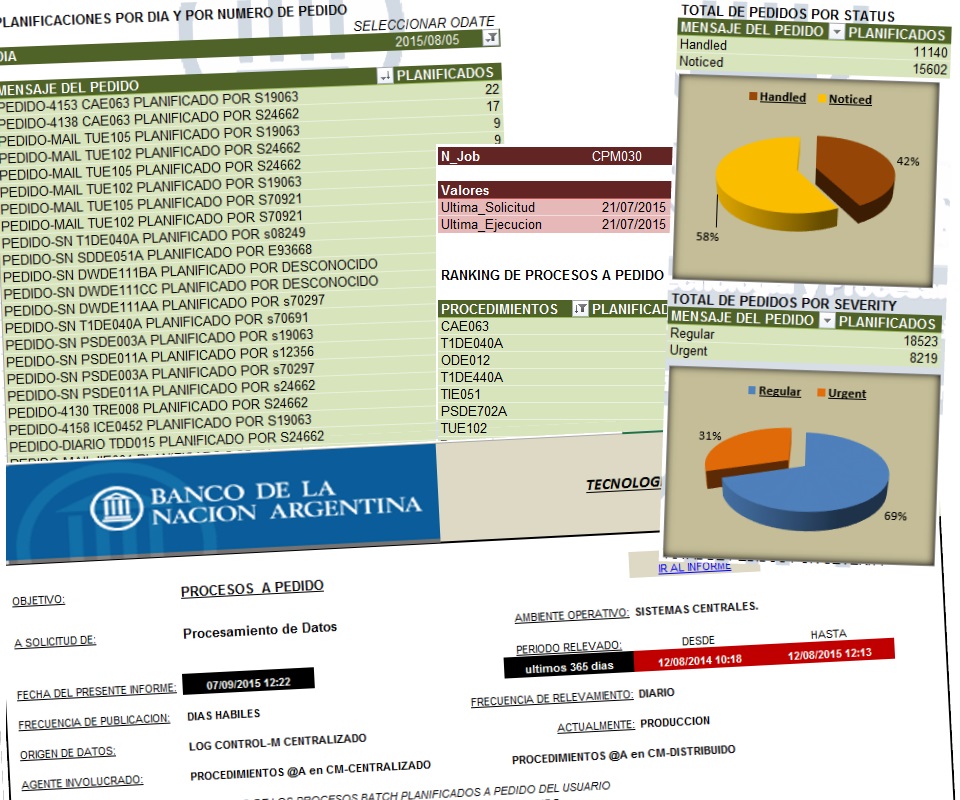 PLANIFICACIONES POR DIA Y POR NUMERO DE PEDIDO
SELECCIONAR ODATE
DIA 2015/08/05
MENSAJE DEL PEDIDO PLANIFICADOS
PEDIDO-4153 CAE063 PLANIFICADO POR S19063 22
PEDIDO-4138 CAE063 PLANIFICADO POR S24662 17
PEDIDO-MAIL TUE105 PLANIFICADO POR S19063 9
PEDIDO-MAIL TUE102 PLANIFICADO POR S24662 9
PEDIDO-MAIL TUE105 PLANIFICADO POR S24662
PEDIDO-MAIL TUE102 PLANIFICADO POR S19063
PEDIDO-MAIL TUE105 PLANIFICADO POR S70921
PEDIDO-MAIL TUE102 PLANIFICADO POR S70921
PEDIDO-SN T1DE040A PLANIFICADO POR s08249
PEDIDO-SN SDDE051A PLANIFICADO POR E93668
PEDIDO-SN DWDE111BA PLANIFICADO POR DESCONOCIDO
PEDIDO-SN DWDE111CC PLANIFICADO POR DESCONOCIDO
PEDIDO-SN DWDE111AA PLANIFICADO POR s70297
PEDIDO-SN T1DE040A PLANIFICADO POR s70691
PEDIDO-SN PSDE003A PLANIFICADO POR s19063
PEDIDO-SN PSDE011A PLANIFICADO POR s12356
PEDIDO-SN PSDE003A PLANIFICADO POR s70297
PEDIDO-SN PSDE011A PLANIFICADO POR s24662
PEDIDO-4130 TRE008 PLANIFICADO POR S24662
PEDIDO-4158 ICE0452 PLANIFICADO POR S19063
PEDIDO-DIARIO TDD015 PLANIFICADO POR S24662
N_Job CPM030
Valores
Ultima_Solicitud 21/07/2015
Ultima_Ejecucion 21/07/2015
RANKING DE PROCESOS A PEDIDO
PROCEDIMIENTOS PLANIFICAD
CAE063
T1DE040A
ODE012
T1DE440A
TIE051
PSDE702A
TUE102
TOTAL DE PEDIDOS POR STATUS
MENSAJE DEL PEDIDO PLANIFICADOS
Handled 11140
Noticed 15602
Handled Noticed
42%
58%
TOTAL DE PEDIDOS POR SEVERITY
MENSAJE DEL PEDIDO PLANIFICADOS
Regular 18523
Urgent 8219
Regular Urgent
31%
69%
BANCO DE LA
NACION ARGENTINA
TECNOLOG
IR AL INFORME
OBJETIVO: PROCESOS A PEDIDO
A SOLICITUD DE: Procesamiento de Datos
AMBIENTE OPERATIVO: SISTEMAS CENTRALES.
PERIODO RELEVADO: DESDE HASTA
ultimos 365 dias 12/08/2014 10:18 12/08/2015 12:13
FECHA DEL PRESENTE INFORME: 07/09/2015 12:22
FRECUENCIA DE RELEVAMIENTO: DIARIO
FRECUENCIA DE PUBLICACION: DIAS HABILES
ACTUALMENTE: PRODUCCION
ORIGEN DE DATOS: LOG CONTROL-M CENTRALIZADO
AGENTE INVOLUCRADO: PROCEDIMIENTOS @A en CM-CENTRALIZADO PROCEDIMIENTOS @A en CM-DISTRIBUIDO
DE LOS PROCESOS BATCH PLANIFICADOS A PEDIDO DEL USUARIO